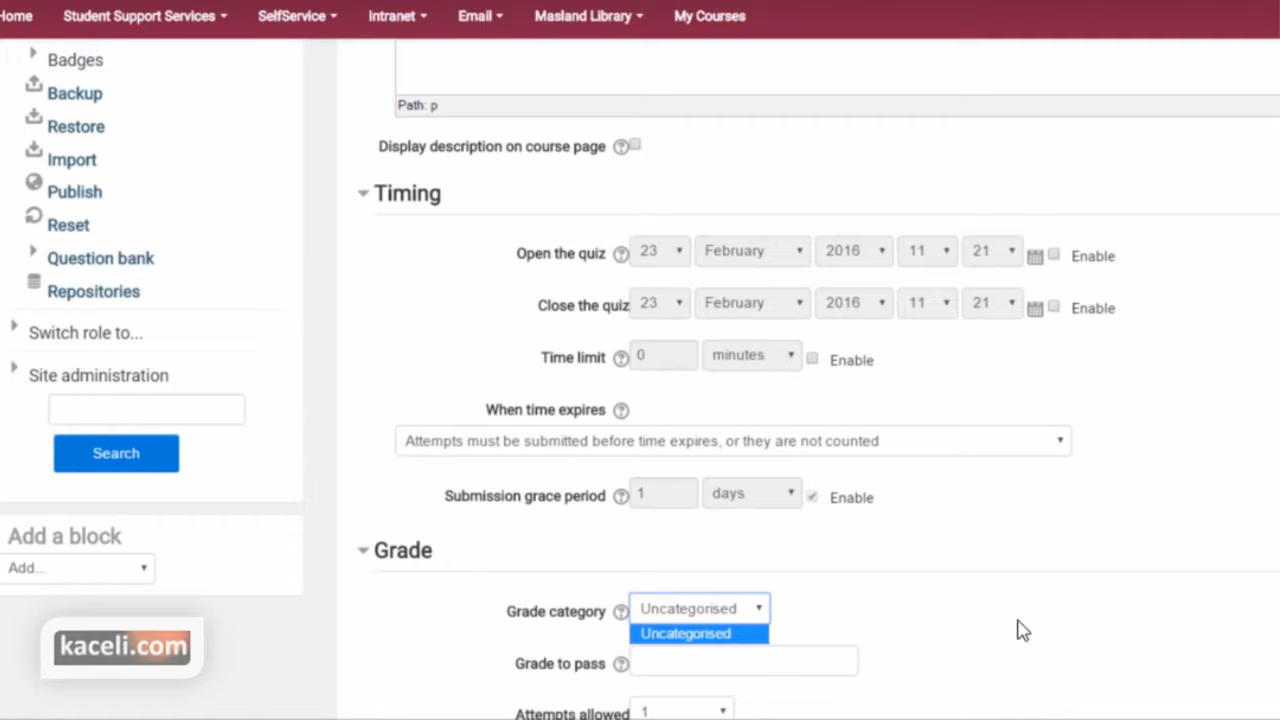 Home Student Support Services SelfService Intranet Email Masland Library My Courses
Badges
Backup
Restore
Import
Publish
Reset
Question bank
Repositories
Switch role to...
Site administration
Search
Add a block
Add...
kaceli.com
Path: p
Display description on course page
Timing
Open the quiz 23 February 2016 11 21 Enable
Close the quiz 23 February 2016 11 21 Enable
Time limit 0 minutes Enable
When time expires
Attempts must be submitted before time expires, or they are not counted
Submission grace period 1 days Enable
Grade
Grade category Uncategorised
Uncategorised
Grade to pass
Attempts allowed 1